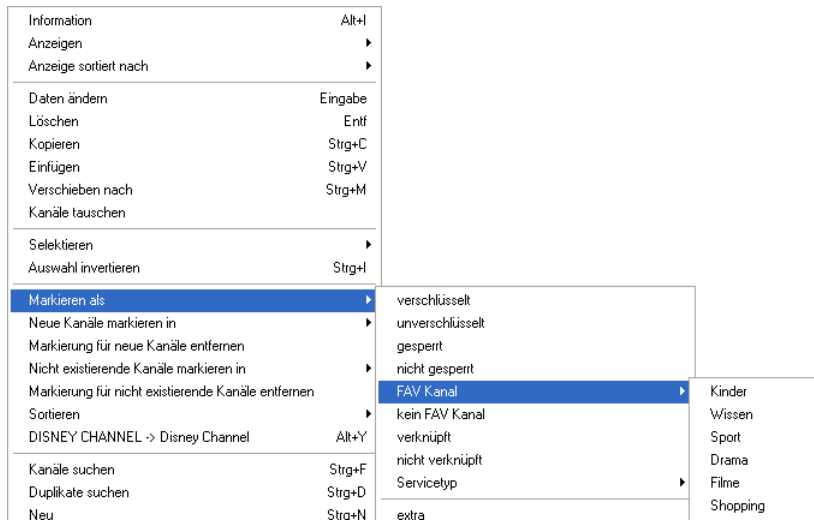 Information Alt+I
Anzeigen
Anzeige sortiert nach
Daten ändern Eingabe
Löschen Entf
Kopieren Strg+C
Einfügen Strg+V
Verschieben nach Strg+M
Kanäle tauschen
Selektieren
Auswahl invertieren Strg+I
Markieren als
Neue Kanäle markieren in
Markierung für neue Kanäle entfernen
Nicht existierende Kanäle markieren in
Markierung für nicht existierende Kanäle entfernen
Sortieren
DISNEY CHANNEL -> Disney Channel Alt+Y
Kanäle suchen Strg+F
Duplikate suchen Strg+D
Neu Strg+N
verschlüsselt
unverschlüsselt
gesperrt
nicht gesperrt
FAV Kanal
kein FAV Kanal
verknüpft
nicht verknüpft
Servicetyp
extra
Kinder
Wissen
Sport
Drama
Filme
Shopping